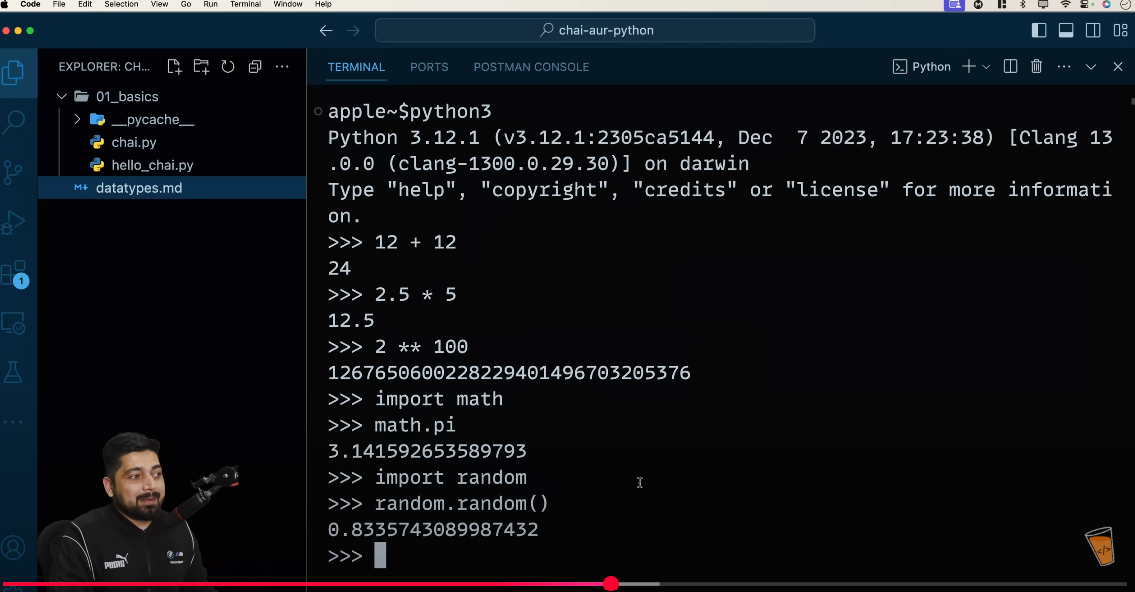 Code File Edit Selection View Go Run Terminal Window Help
chai-aur-python
EXPLORER: CH...
01_basics
__pycache__
chai.py
hello_chai.py
datatypes.md
1
TERMINAL PORTS POSTMAN CONSOLE
Python
apple~$python3
Python 3.12.1 (v3.12.1:2305ca5144, Dec  7 2023, 17:23:38) [Clang 13
.0.0 (clang-1300.0.29.30)] on darwin
Type "help", "copyright", "credits" or "license" for more informati
on.
>>> 12 + 12
24
>>> 2.5 * 5
12.5
>>> 2 ** 100
1267650600228229401496703205376
>>> import math
>>> math.pi
3.141592653589793
>>> import random
>>> random.random()
0.8335743089987432
>>>
PUMA
</>